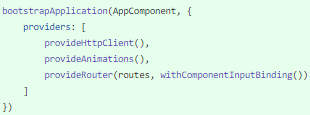 bootstrapApplication(AppComponent, {
    providers: [
        provideHttpClient(),
        provideAnimations(),
        provideRouter(routes, withComponentInputBinding())
    ]
})